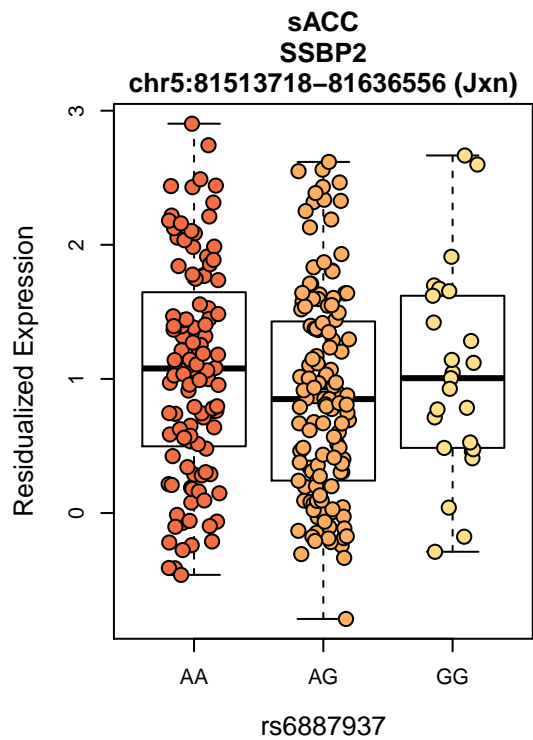 sACC
SSBP2
chr5:81513718−81636556 (Jxn)
3
2
1
0
Residualized Expression
AA
AG
GG
rs6887937